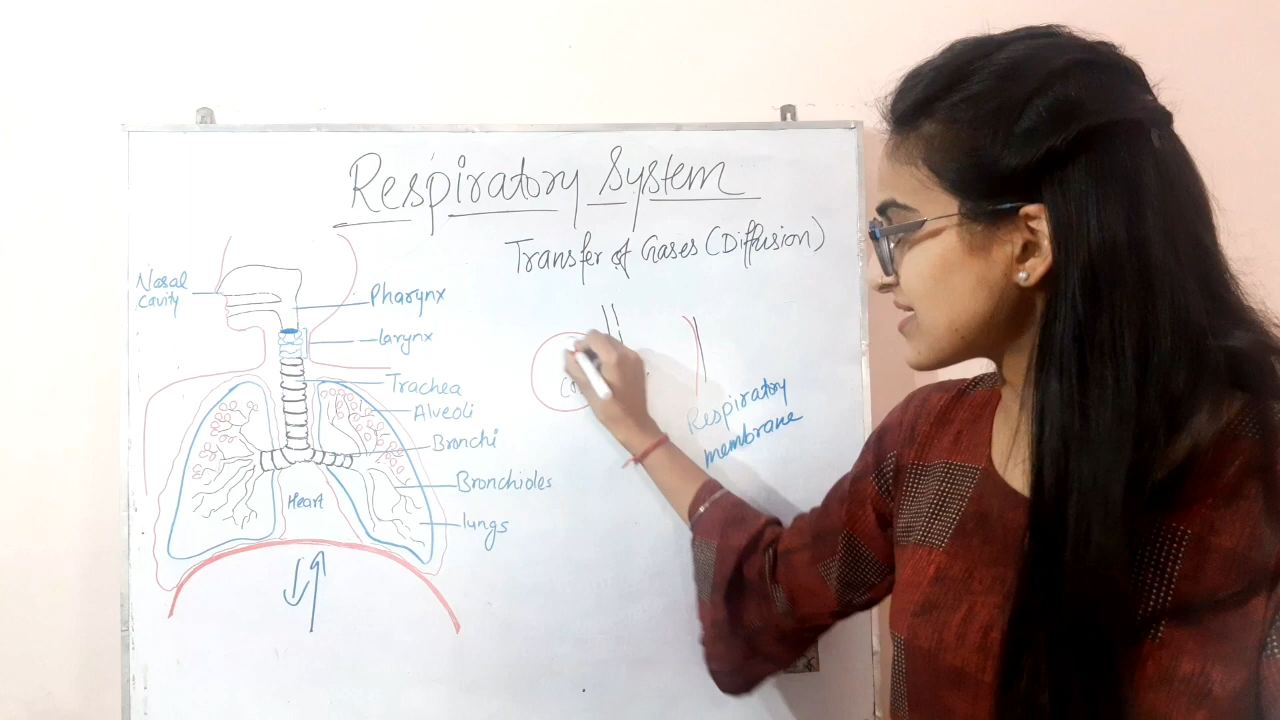 Respiratory System
Transfer of Gases (Diffusion)
Nasal
cavity
Pharynx
larynx
Trachea
Alveoli
Bronchi
Bronchioles
lungs
Heart
Respiratory
membrane